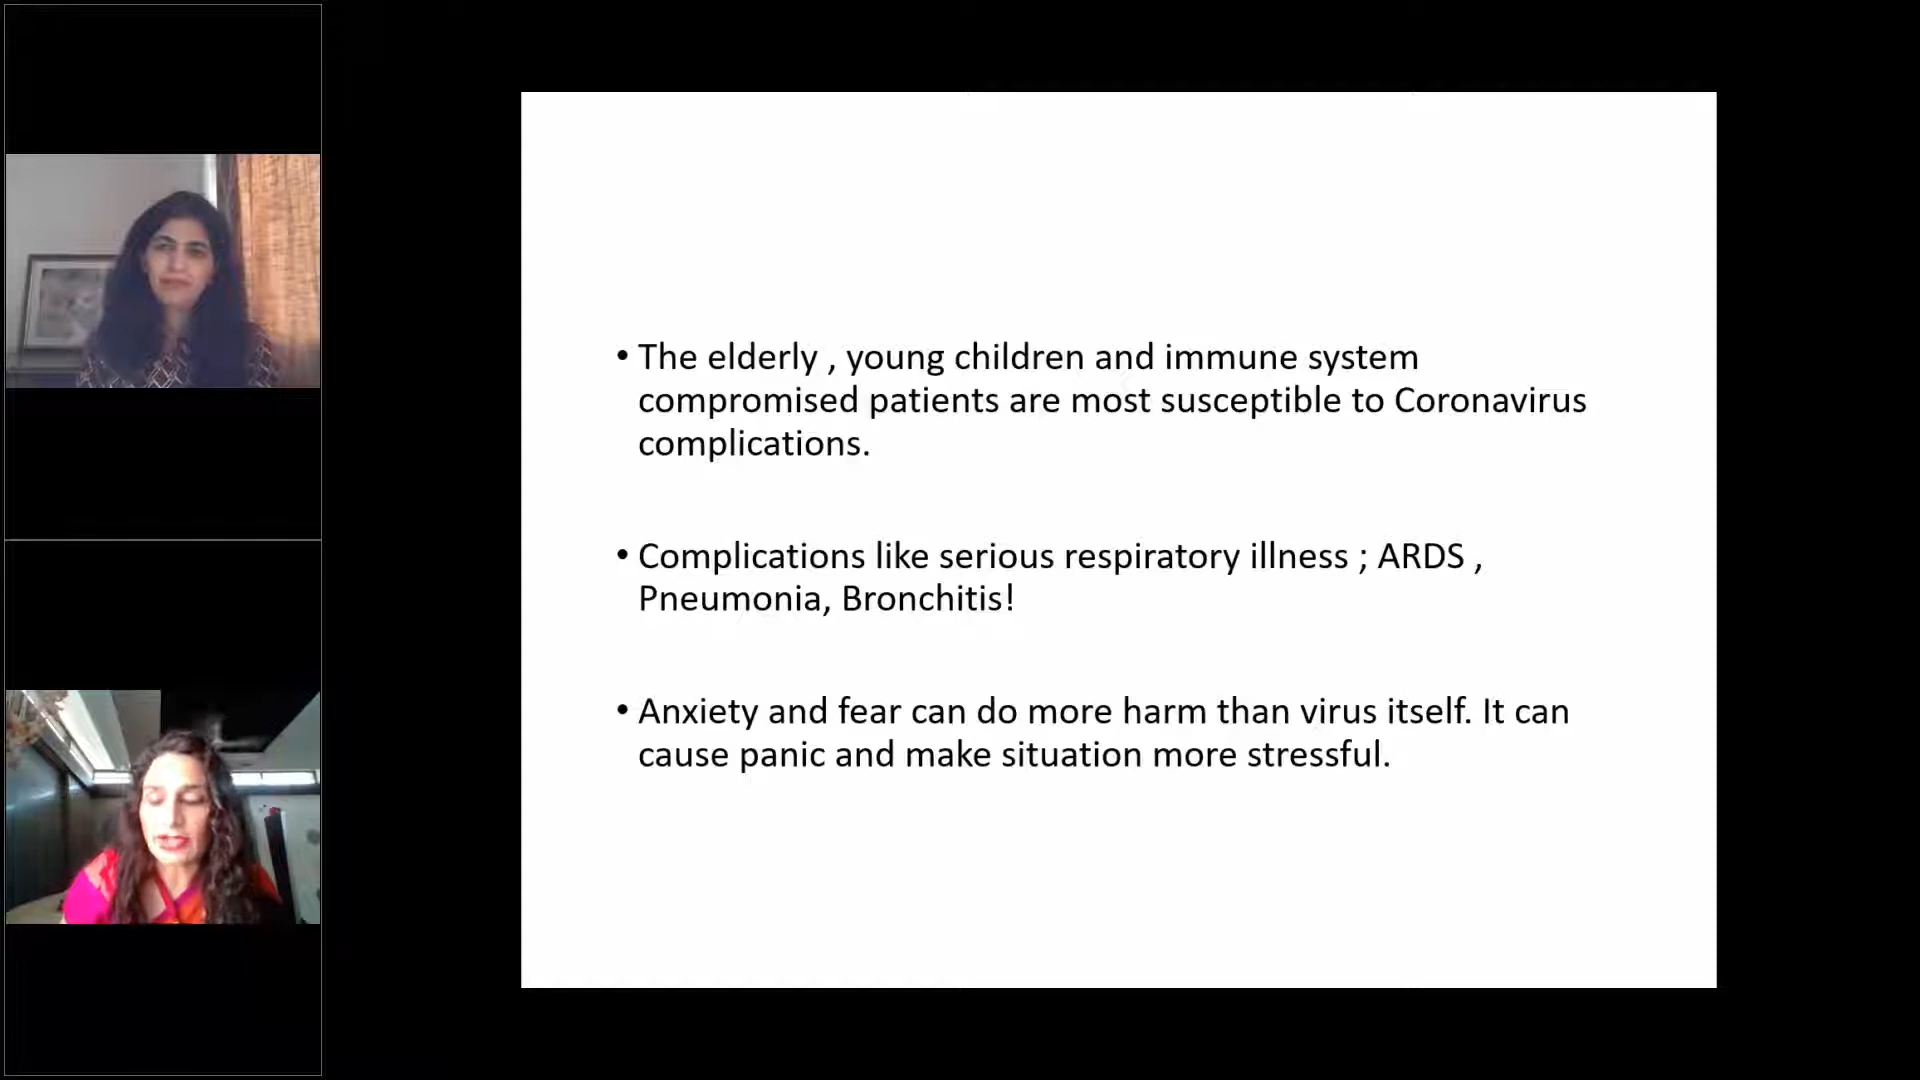 • The elderly , young children and immune system
compromised patients are most susceptible to Coronavirus
complications.
• Complications like serious respiratory illness ; ARDS ,
Pneumonia, Bronchitis!
• Anxiety and fear can do more harm than virus itself. It can
cause panic and make situation more stressful.